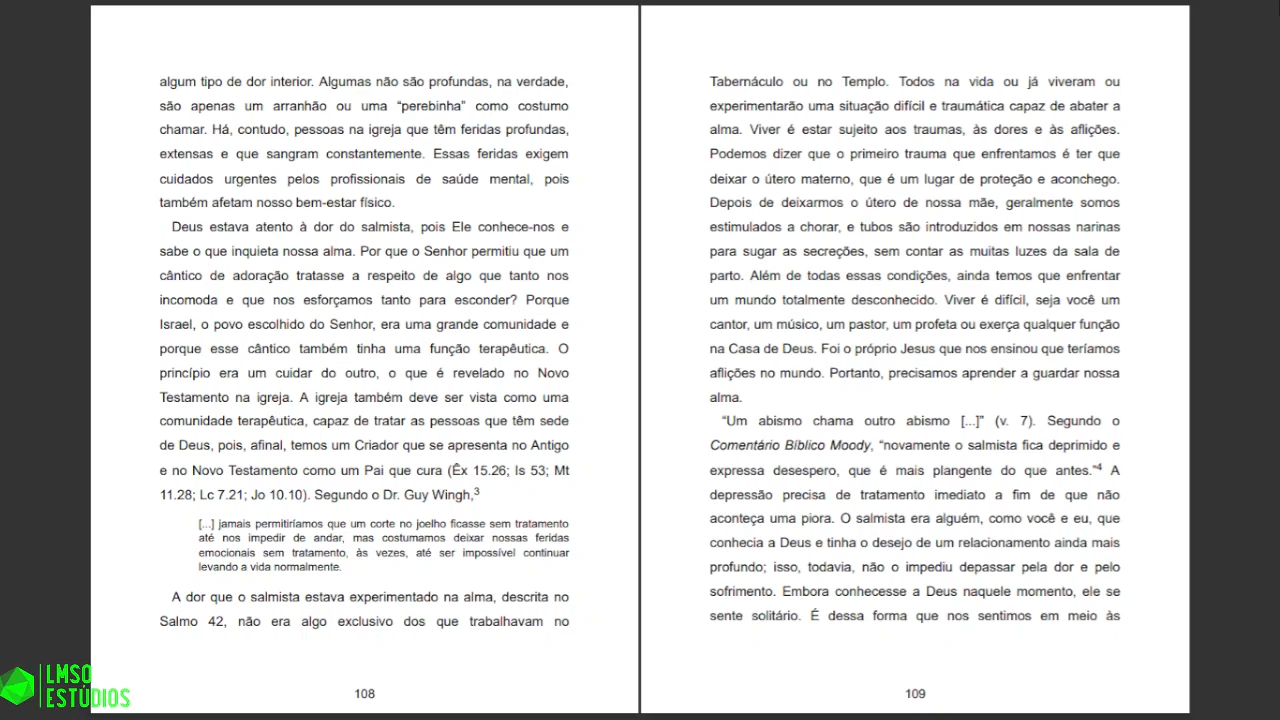 algum tipo de dor interior. Algumas não são profundas, na verdade,
são apenas um arranhão ou uma “perebinha” como costumo
chamar. Há, contudo, pessoas na igreja que têm feridas profundas,
extensas e que sangram constantemente. Essas feridas exigem
cuidados urgentes pelos profissionais de saúde mental, pois
também afetam nosso bem-estar físico.
Deus estava atento à dor do salmista, pois Ele conhece-nos e
sabe o que inquieta nossa alma. Por que o Senhor permitiu que um
cântico de adoração tratasse a respeito de algo que tanto nos
incomoda e que nos esforçamos tanto para esconder? Porque
Israel, o povo escolhido do Senhor, era uma grande comunidade e
porque esse cântico também tinha uma função terapêutica. O
princípio era um cuidar do outro, o que é revelado no Novo
Testamento na igreja. A igreja também deve ser vista como uma
comunidade terapêutica, capaz de tratar as pessoas que têm sede
de Deus, pois, afinal, temos um Criador que se apresenta no Antigo
e no Novo Testamento como um Pai que cura (Êx 15.26; Is 53; Mt
11.28; Lc 7.21; Jo 10.10). Segundo o Dr. Guy Wingh,3
[...] jamais permitiríamos que um corte no joelho ficasse sem tratamento
até nos impedir de andar, mas costumamos deixar nossas feridas
emocionais sem tratamento, às vezes, até ser impossível continuar
levando a vida normalmente.
A dor que o salmista estava experimentado na alma, descrita no
Salmo 42, não era algo exclusivo dos que trabalhavam no
108
Tabernáculo ou no Templo. Todos na vida ou já viveram ou
experimentarão uma situação difícil e traumática capaz de abater a
alma. Viver é estar sujeito aos traumas, às dores e às aflições.
Podemos dizer que o primeiro trauma que enfrentamos é ter que
deixar o útero materno, que é um lugar de proteção e aconchego.
Depois de deixarmos o útero de nossa mãe, geralmente somos
estimulados a chorar, e tubos são introduzidos em nossas narinas
para sugar as secreções, sem contar as muitas luzes da sala de
parto. Além de todas essas condições, ainda temos que enfrentar
um mundo totalmente desconhecido. Viver é difícil, seja você um
cantor, um músico, um pastor, um profeta ou exerça qualquer função
na Casa de Deus. Foi o próprio Jesus que nos ensinou que teríamos
aflições no mundo. Portanto, precisamos aprender a guardar nossa
alma.
“Um abismo chama outro abismo [...]” (v. 7). Segundo o
Comentário Bíblico Moody, “novamente o salmista fica deprimido e
expressa desespero, que é mais plangente do que antes.”4 A
depressão precisa de tratamento imediato a fim de que não
aconteça uma piora. O salmista era alguém, como você e eu, que
conhecia a Deus e tinha o desejo de um relacionamento ainda mais
profundo; isso, todavia, não o impediu depassar pela dor e pelo
sofrimento. Embora conhecesse a Deus naquele momento, ele se
sente solitário. É dessa forma que nos sentimos em meio às
109
LMSO
ESTÚDIOS